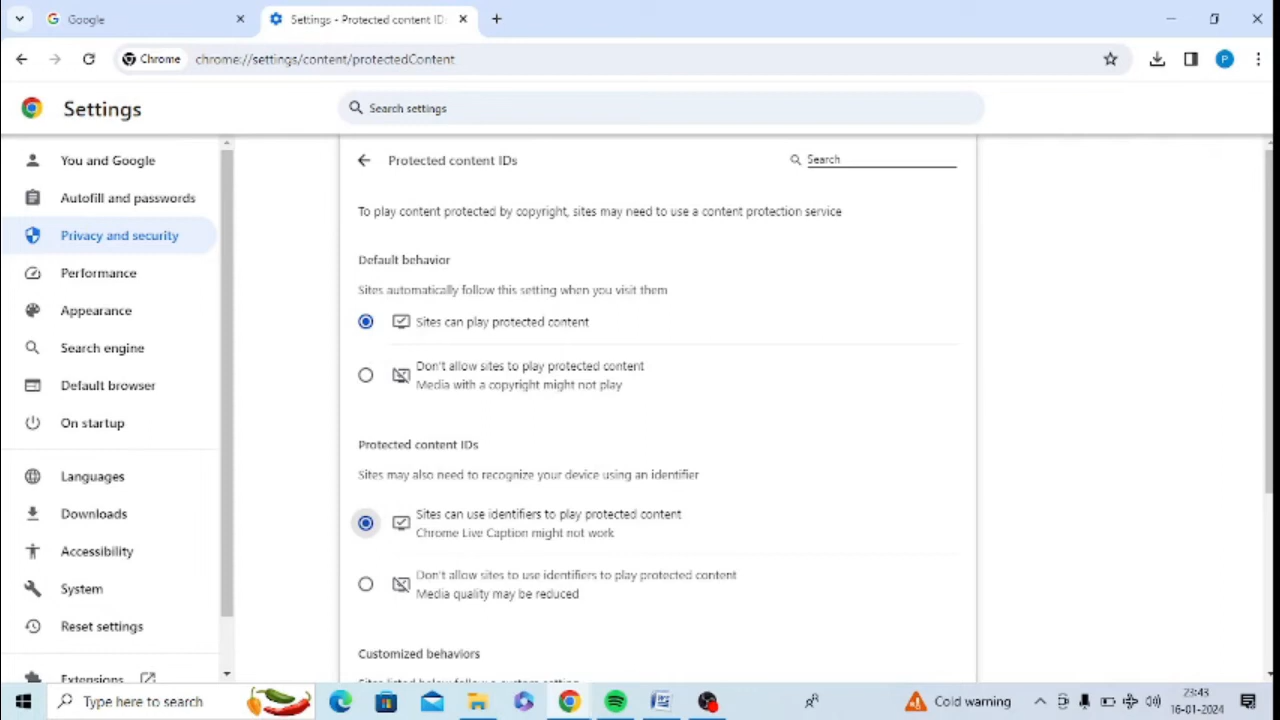 Google
Settings - Protected content ID
Chrome
chrome://settings/content/protectedContent
P
Settings
Search settings
You and Google
Autofill and passwords
Privacy and security
Performance
Appearance
Search engine
Default browser
On startup
Languages
Downloads
Accessibility
System
Reset settings
Extensions
Protected content IDs
Search
To play content protected by copyright, sites may need to use a content protection service
Default behavior
Sites automatically follow this setting when you visit them
Sites can play protected content
Don't allow sites to play protected content
Media with a copyright might not play
Protected content IDs
Sites may also need to recognize your device using an identifier
Sites can use identifiers to play protected content
Chrome Live Caption might not work
Don't allow sites to use identifiers to play protected content
Media quality may be reduced
Customized behaviors
Sites listed below follow a custom setting
Type here to search
Cold warning
23:43
16-01-2024